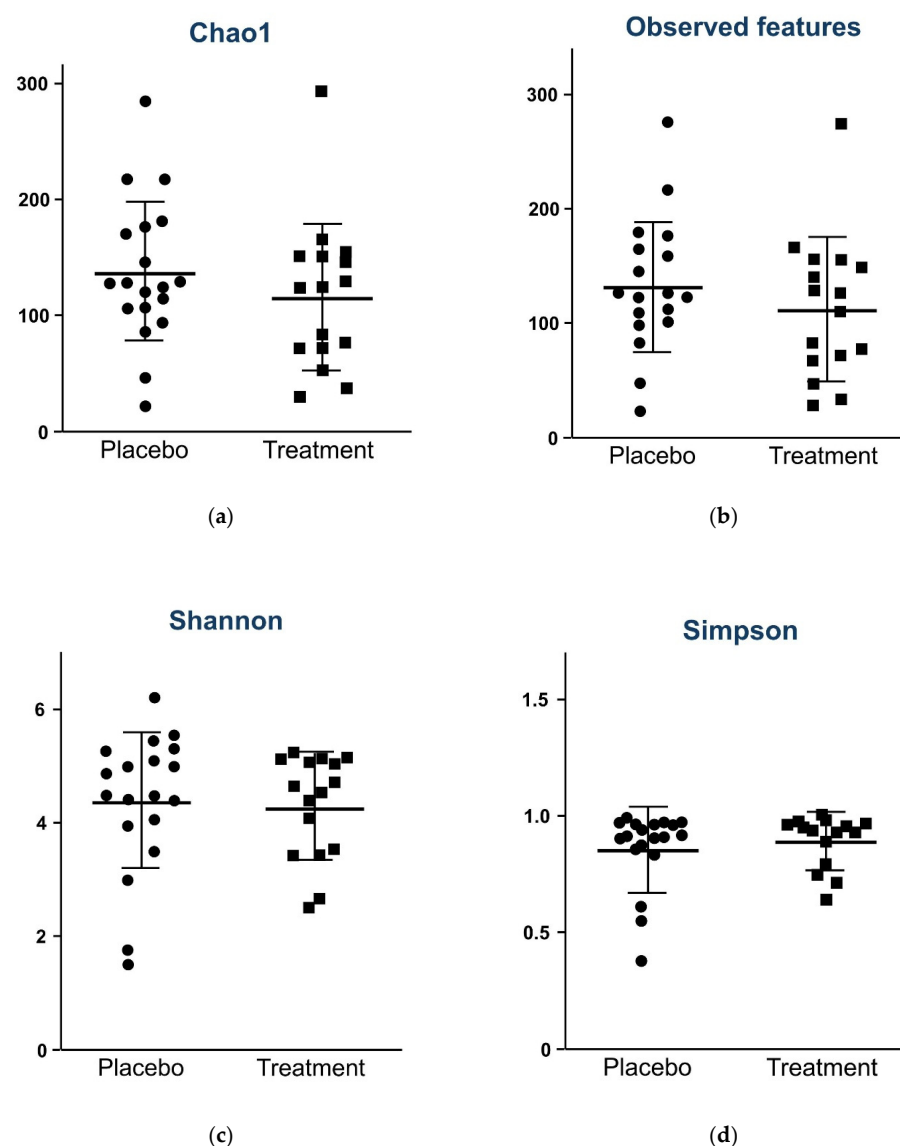 Chao1
300
200
100
0
Placebo Treatment
(a)
Observed features
300
200
100
0
Placebo Treatment
(b)
Shannon
6
4
2
0
Placebo Treatment
(c)
Simpson
1.5
1.0
0.5
0
Placebo Treatment
(d)